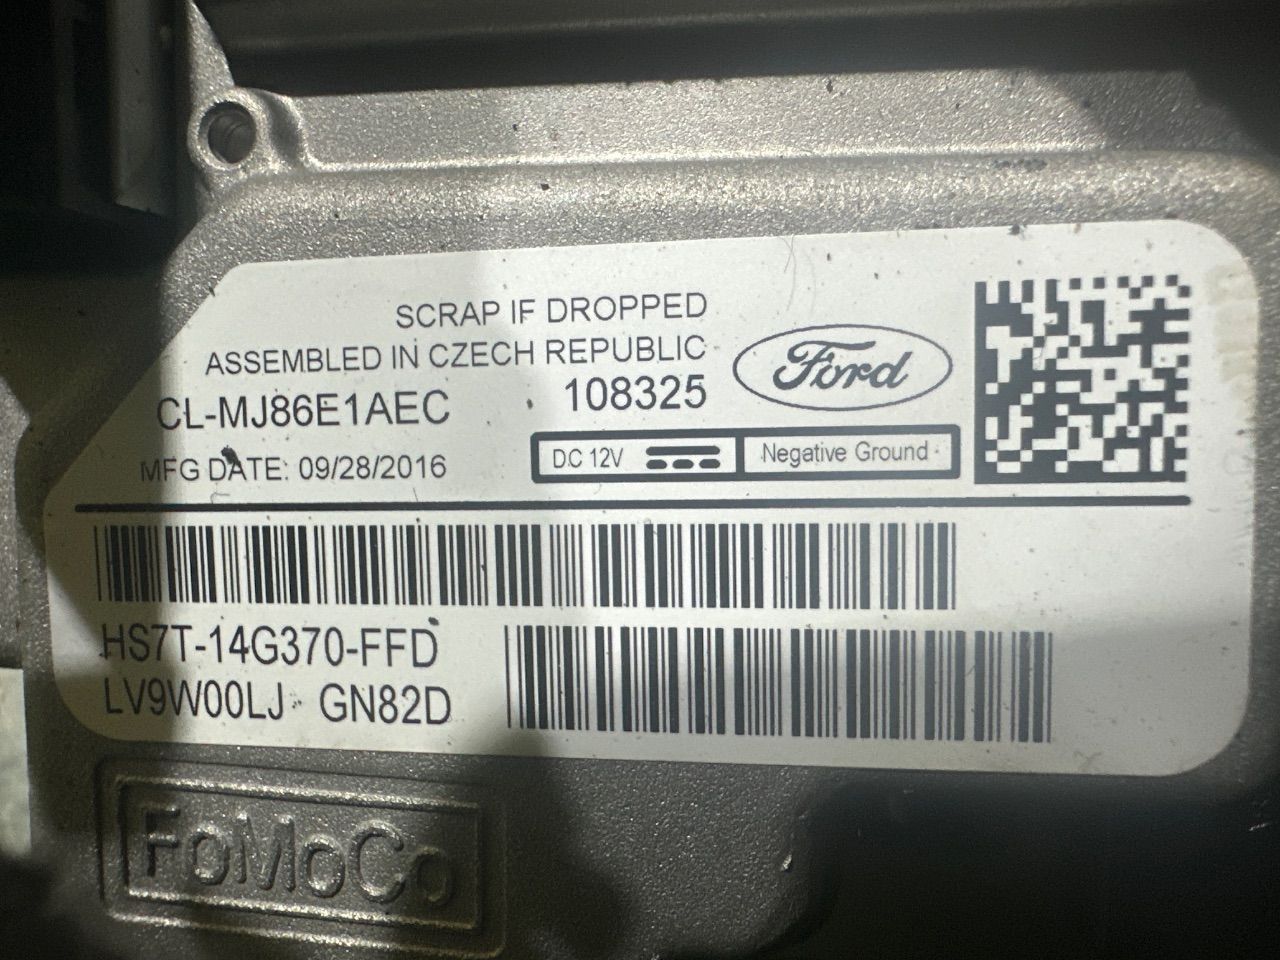 SCRAP IF DROPPED
ASSEMBLED IN CZECH REPUBLIC
CL-MJ86E1AEC 108325
Ford
MFG DATE: 09/28/2016
DC 12V Negative Ground
HS7T-14G370-FFD
LV9W00LJ GN82D
FoMoCo